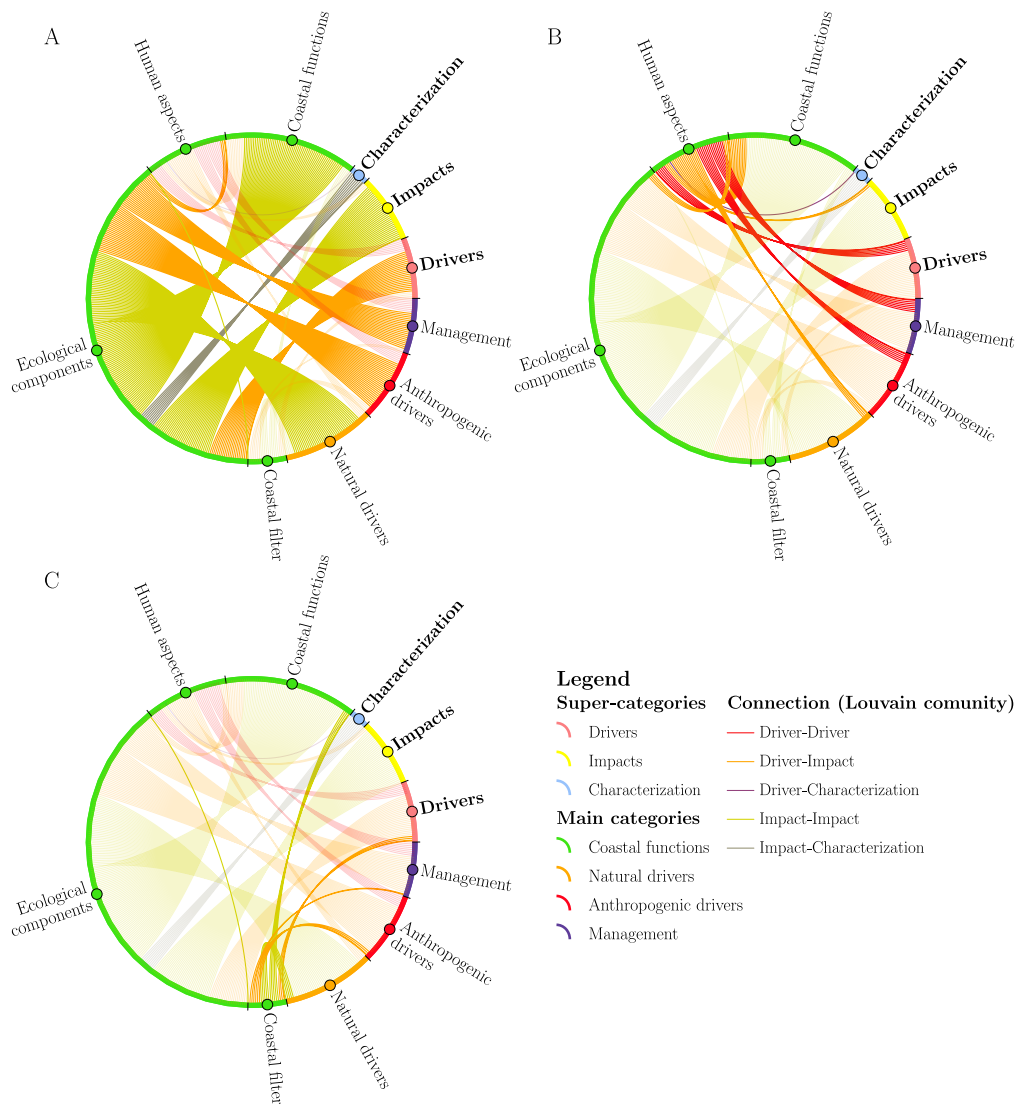 A
Human aspects
Coastal functions
Characterization
Impacts
Drivers
Management
Anthropogenic
drivers
Natural drivers
Coastal filter
Ecological
components
B
Human aspects
Coastal functions
Characterization
Impacts
Drivers
Management
Anthropogenic
drivers
Natural drivers
Coastal filter
Ecological
components
C
Human aspects
Coastal functions
Characterization
Impacts
Drivers
Management
Anthropogenic
drivers
Natural drivers
Coastal filter
Ecological
components
Legend
Super-categories
Drivers
Impacts
Characterization
Main categories
Coastal functions
Natural drivers
Anthropogenic drivers
Management
Connection (Louvain comunity)
Driver-Driver
Driver-Impact
Driver-Characterization
Impact-Impact
Impact-Characterization